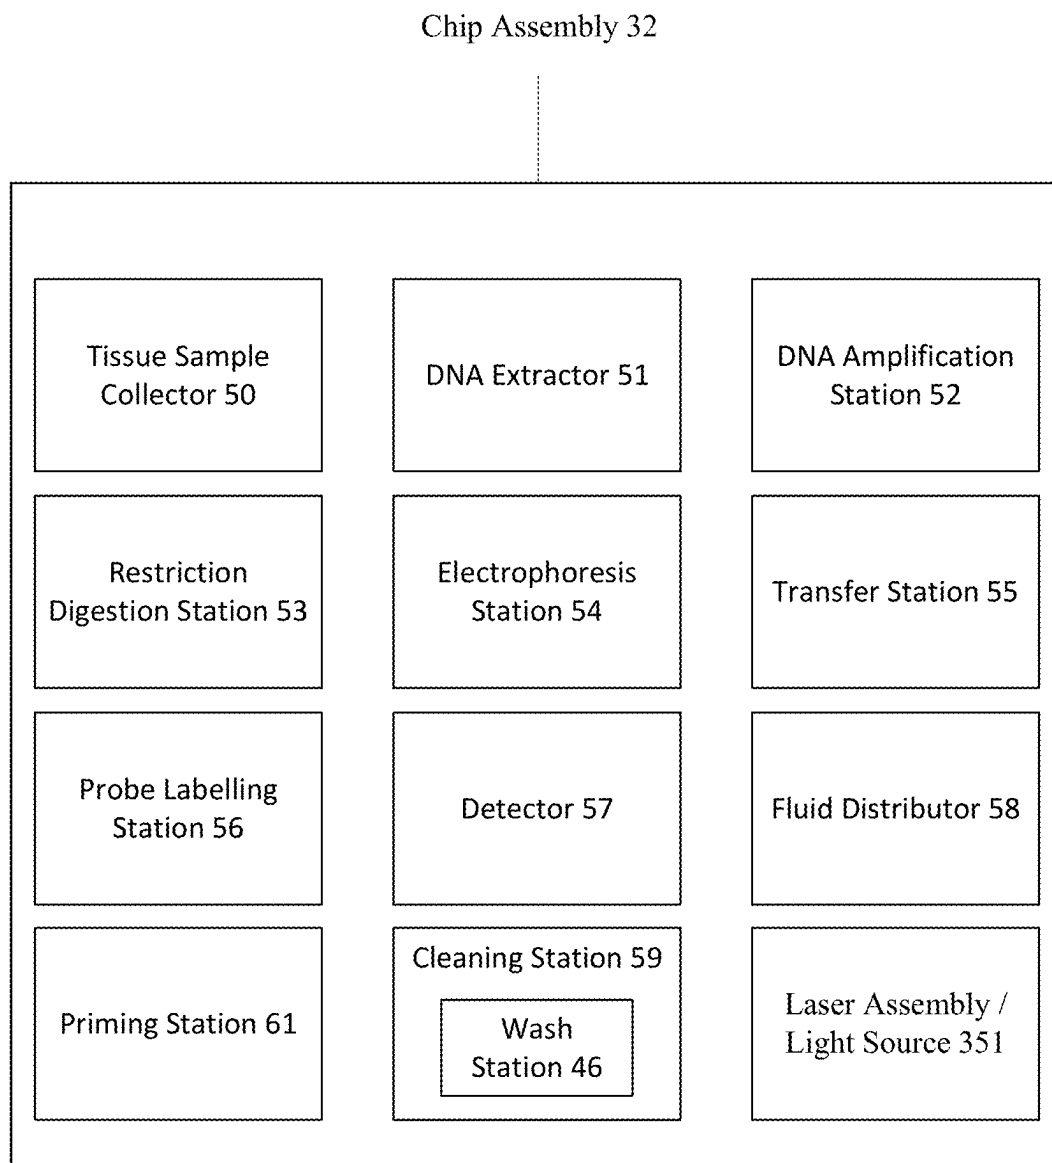 Chip Assembly 32
Tissue Sample
Collector 50
DNA Extractor 51
DNA Amplification
Station 52
Restriction
Digestion Station 53
Electrophoresis
Station 54
Transfer Station 55
Probe Labelling
Station 56
Detector 57
Fluid Distributor 58
Priming Station 61
Cleaning Station 59
Wash
Station 46
Laser Assembly /
Light Source 351